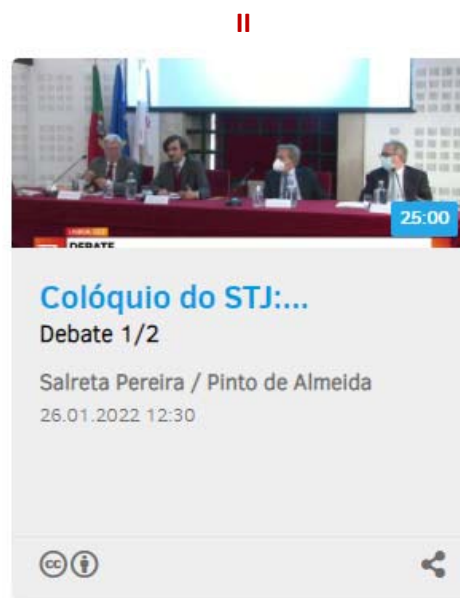 II
25:00
DEBATE
Colóquio do STJ:...
Debate 1/2
Salreta Pereira / Pinto de Almeida
26.01.2022 12:30
cc